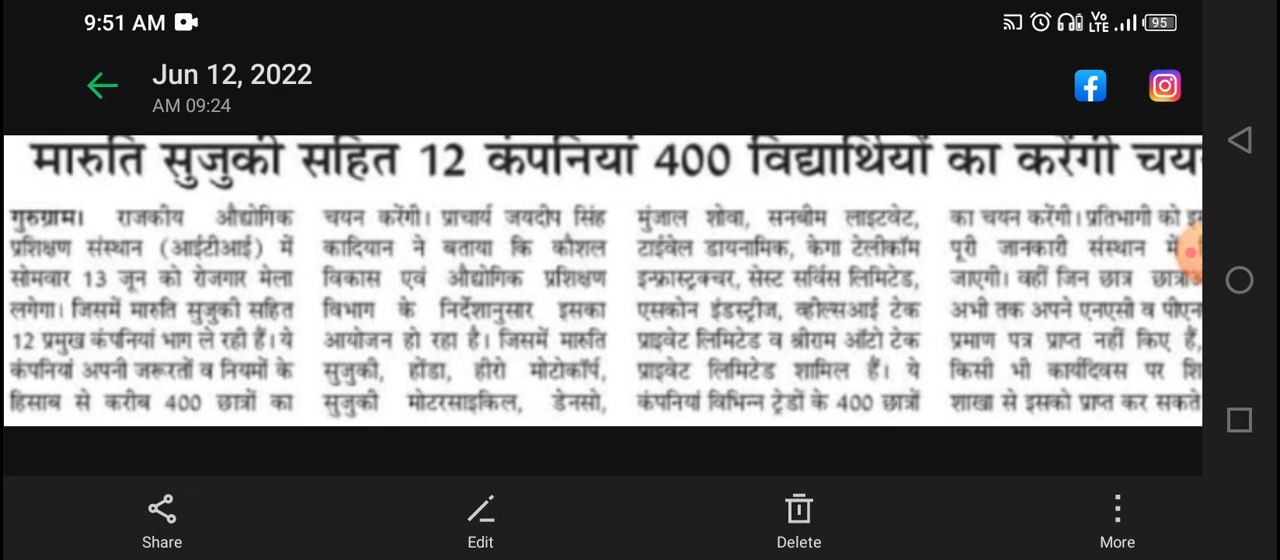 9:51 AM
Vo LTE 95
Jun 12, 2022
AM 09:24
मारुति सुजुकी सहित 12 कंपनियां 400 विद्यार्थियों का करेंगी चय
गुरुग्राम। राजकीय औद्योगिक
प्रशिक्षण संस्थान (आईटीआई) में
सोमवार 13 जून को रोजगार मेला
लगेगा। जिसमें मारुति सुजुकी सहित
12 प्रमुख कंपनियां भाग ले रही हैं। ये
कंपनियां अपनी जरूरतों व नियमों के
हिसाब से करीब 400 छात्रों का
चयन करेंगी। प्राचार्य जयदीप सिंह
कादियान ने बताया कि कौशल
विकास एवं औद्योगिक प्रशिक्षण
विभाग के निर्देशानुसार इसका
आयोजन हो रहा है। जिसमें मारुति
सुजुकी, होंडा, हीरो मोटोकॉर्प,
सुजुकी मोटरसाइकिल, डेनसो,
मुंजाल शोवा, सनबीम लाइटवेट,
टाईवेल डायनामिक, केगा टेलीकॉम
इन्फ्रास्ट्रक्चर, सेस्ट सर्विस लिमिटेड,
एसकोन इंडस्ट्रीज, व्हील्सआई टेक
प्राइवेट लिमिटेड व श्रीराम ऑटो टेक
प्राइवेट लिमिटेड शामिल हैं। ये
कंपनियां विभिन्न ट्रेडों के 400 छात्रों
का चयन करेंगी। प्रतिभागी को
पूरी जानकारी संस्थान में
जाएगी। वहीं जिन छात्र
अभी तक अपने एनएसी व
प्रमाण पत्र प्राप्त नहीं किए हैं,
किसी भी कार्यदिवस पर
शाखा से इसको प्राप्त कर सकते
Share Edit Delete More